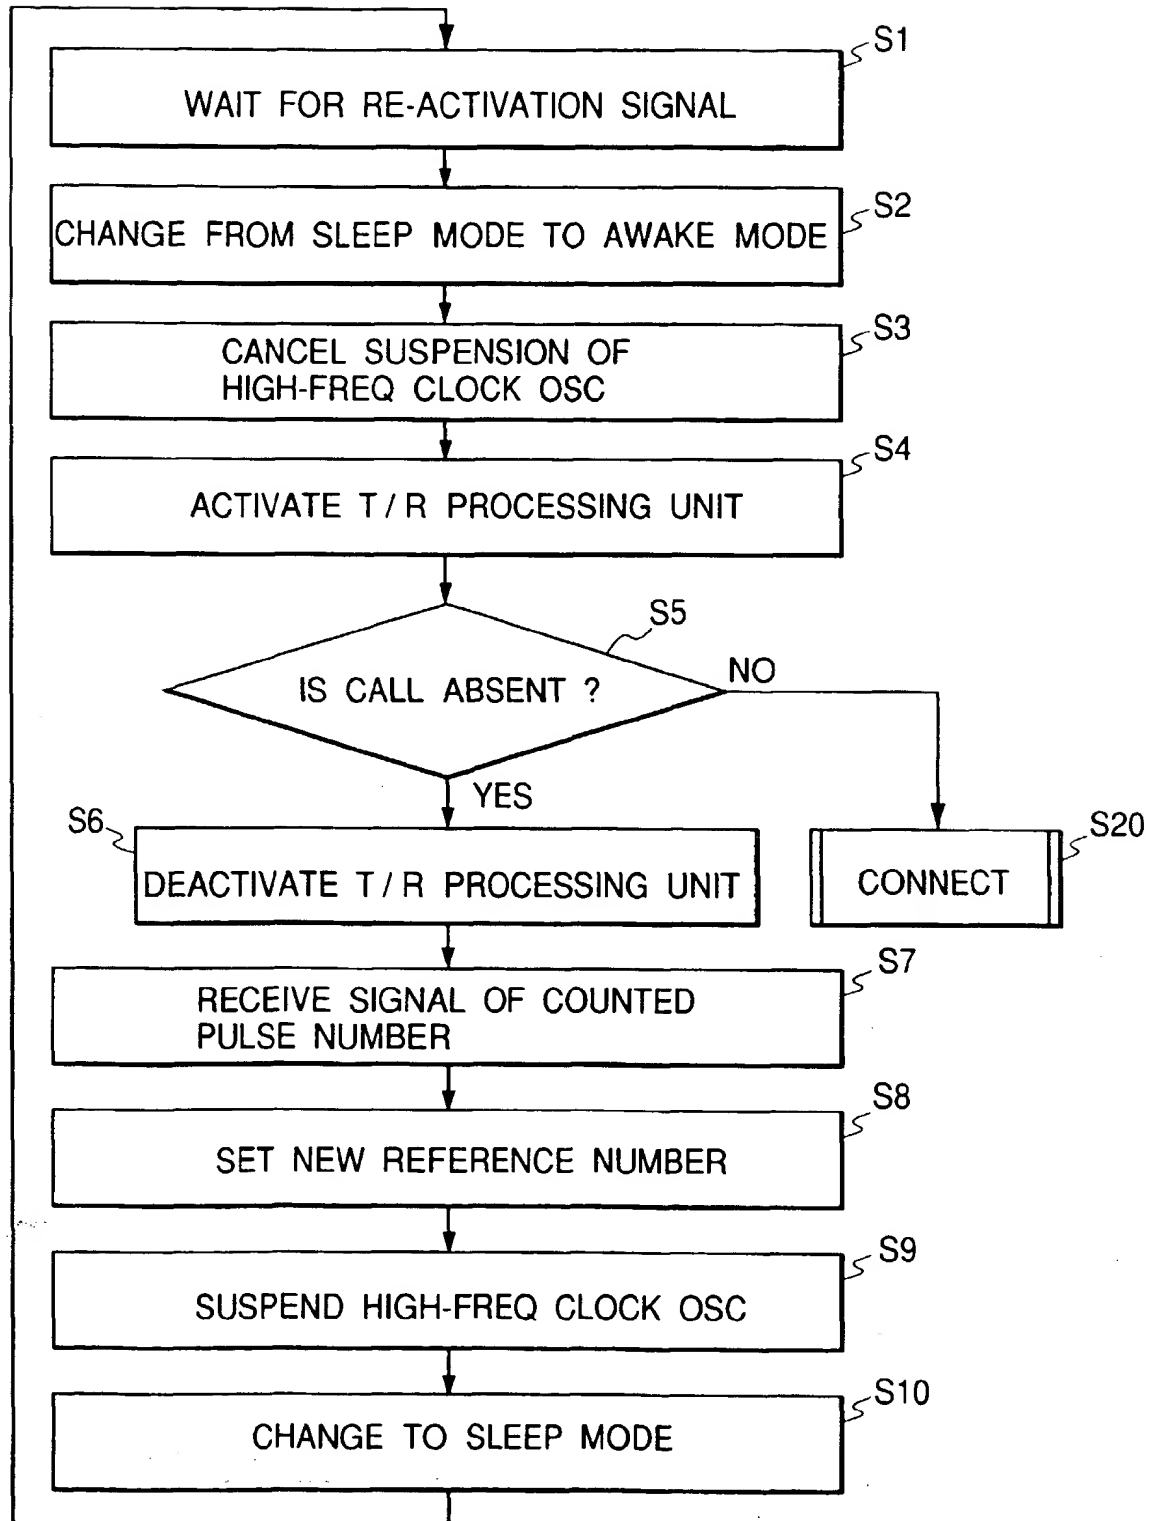 S1
WAIT FOR RE-ACTIVATION SIGNAL
S2
CHANGE FROM SLEEP MODE TO AWAKE MODE
S3
CANCEL SUSPENSION OF
HIGH-FREQ CLOCK OSC
S4
ACTIVATE T/R PROCESSING UNIT
S5
IS CALL ABSENT ?
NO
YES
S6
DEACTIVATE T/R PROCESSING UNIT
S20
CONNECT
S7
RECEIVE SIGNAL OF COUNTED
PULSE NUMBER
S8
SET NEW REFERENCE NUMBER
S9
SUSPEND HIGH-FREQ CLOCK OSC
S10
CHANGE TO SLEEP MODE